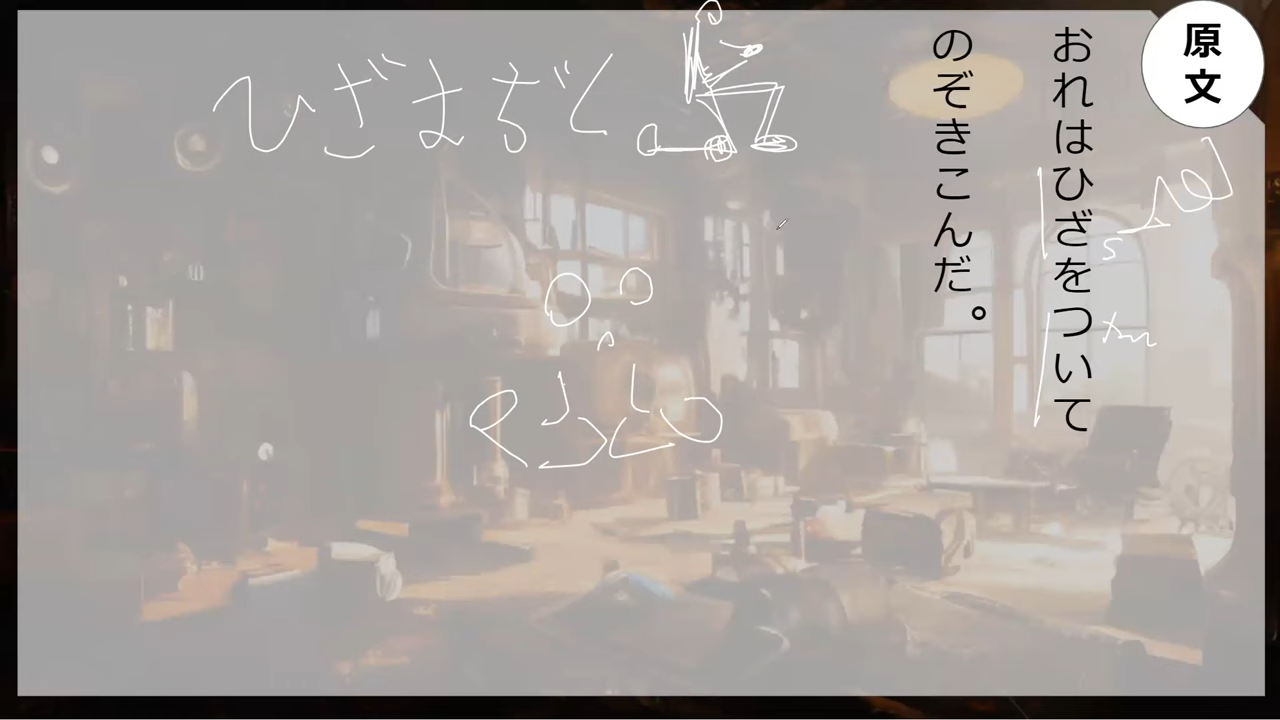 原文
おれはひざをついて
のぞきこんだ。
ひざまづく